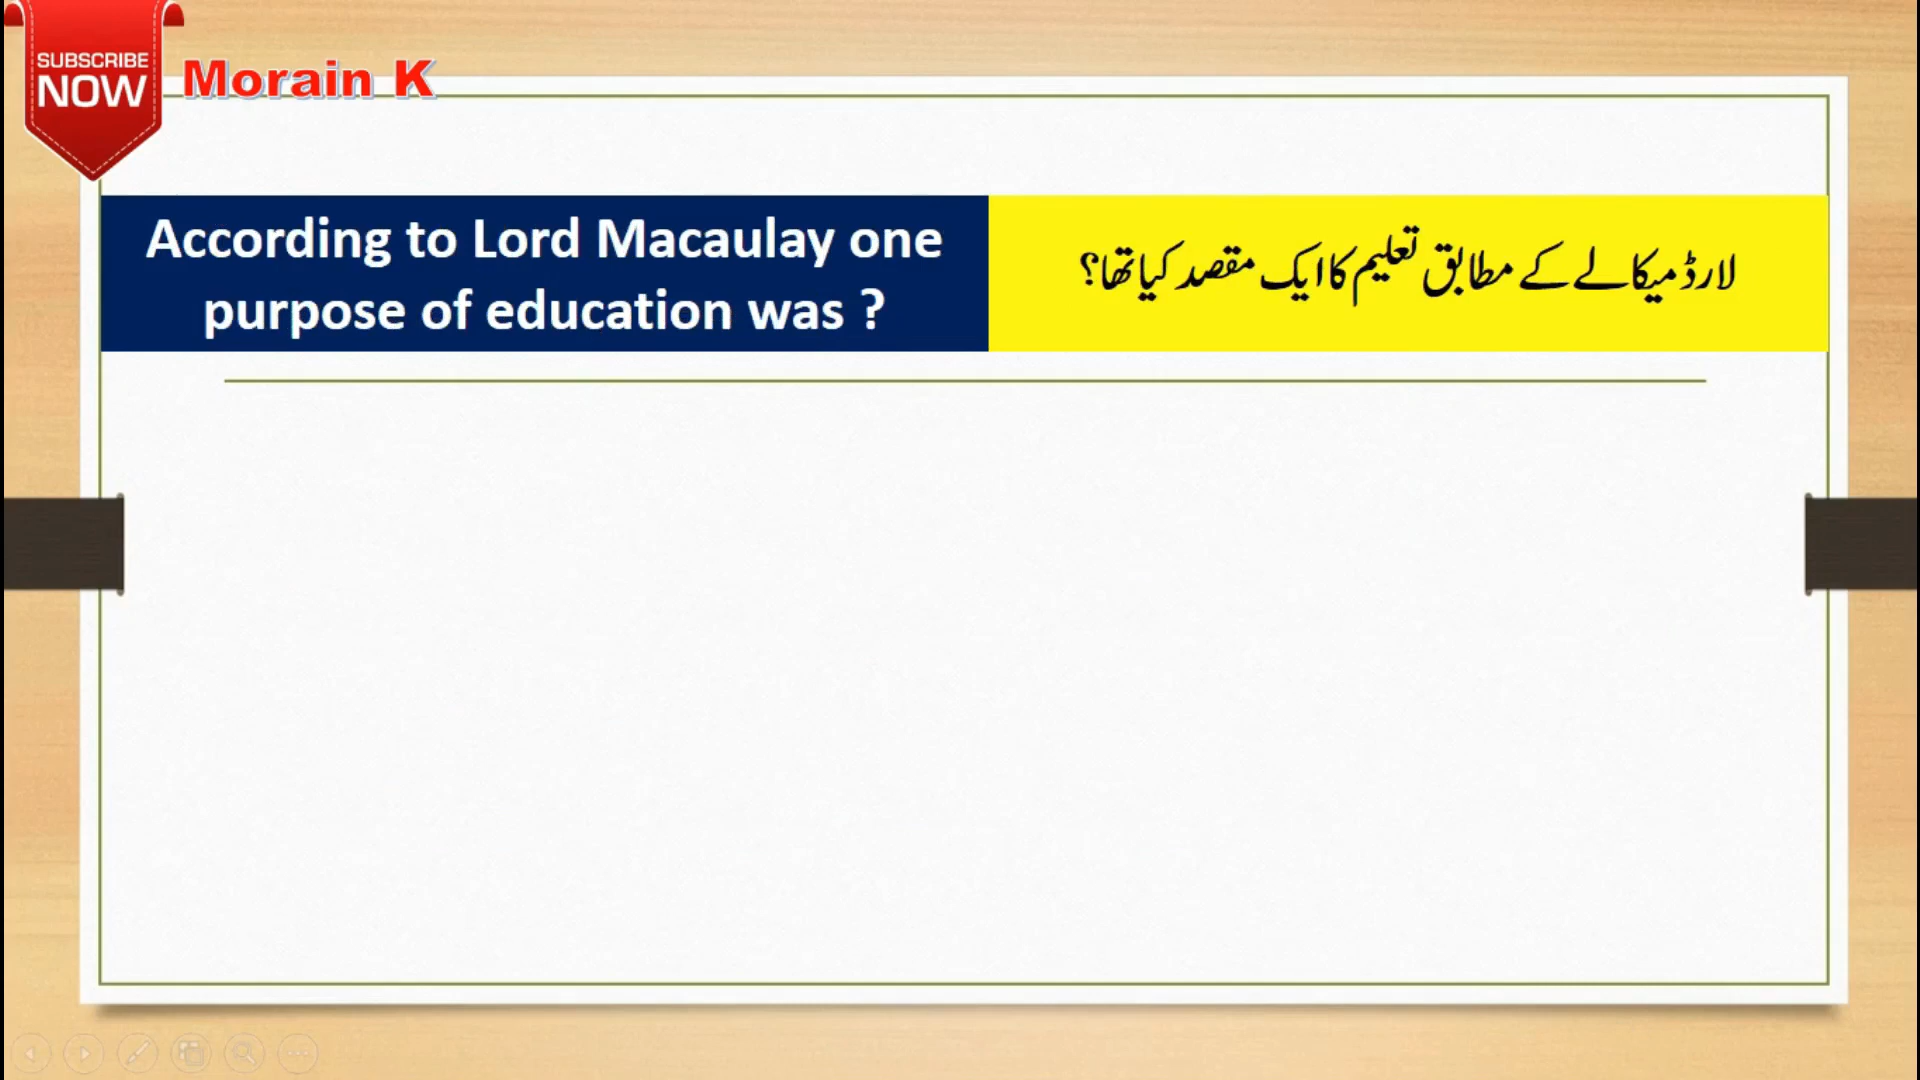 SUBSCRIBE
NOW
Morain K
According to Lord Macaulay one
purpose of education was ?
لارڈ میکالے کے مطابق تعلیم کا ایک مقصد کیا تھا؟